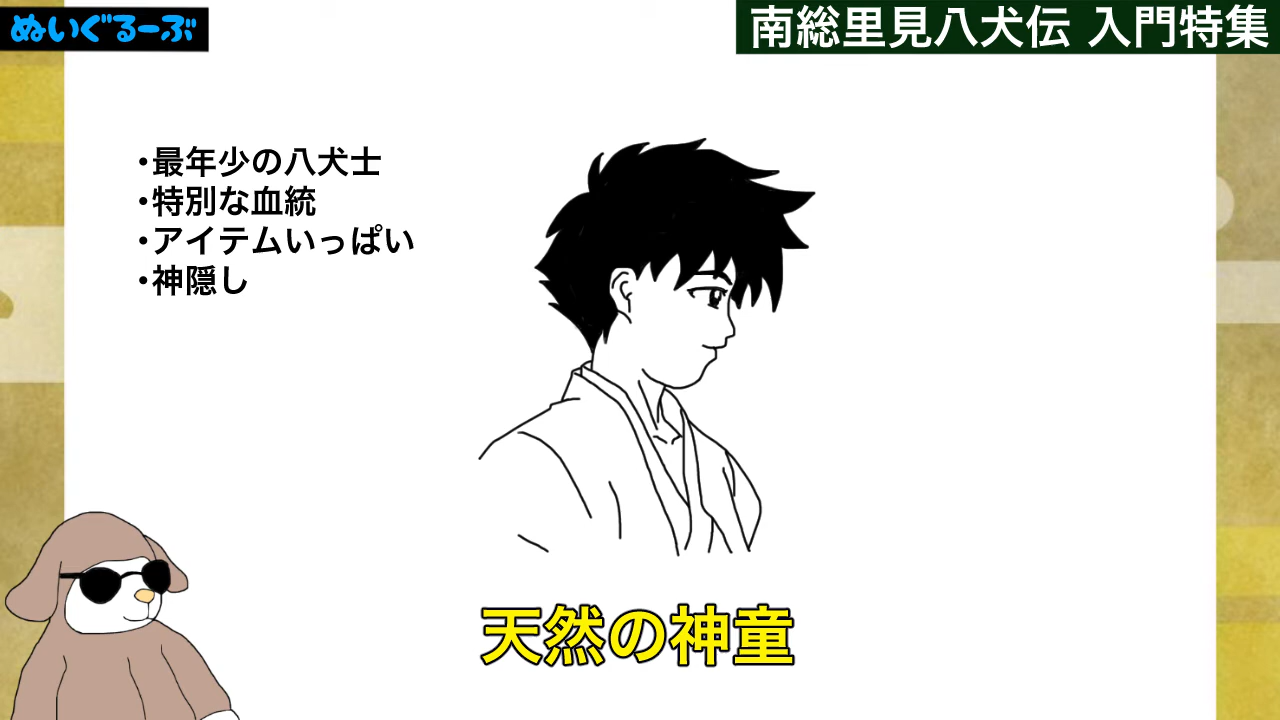 ぬいぐるーぶ
南総里見八犬伝 入門特集
・最年少の八犬士
・特別な血統
・アイテムいっぱい
・神隠し
天然の神童